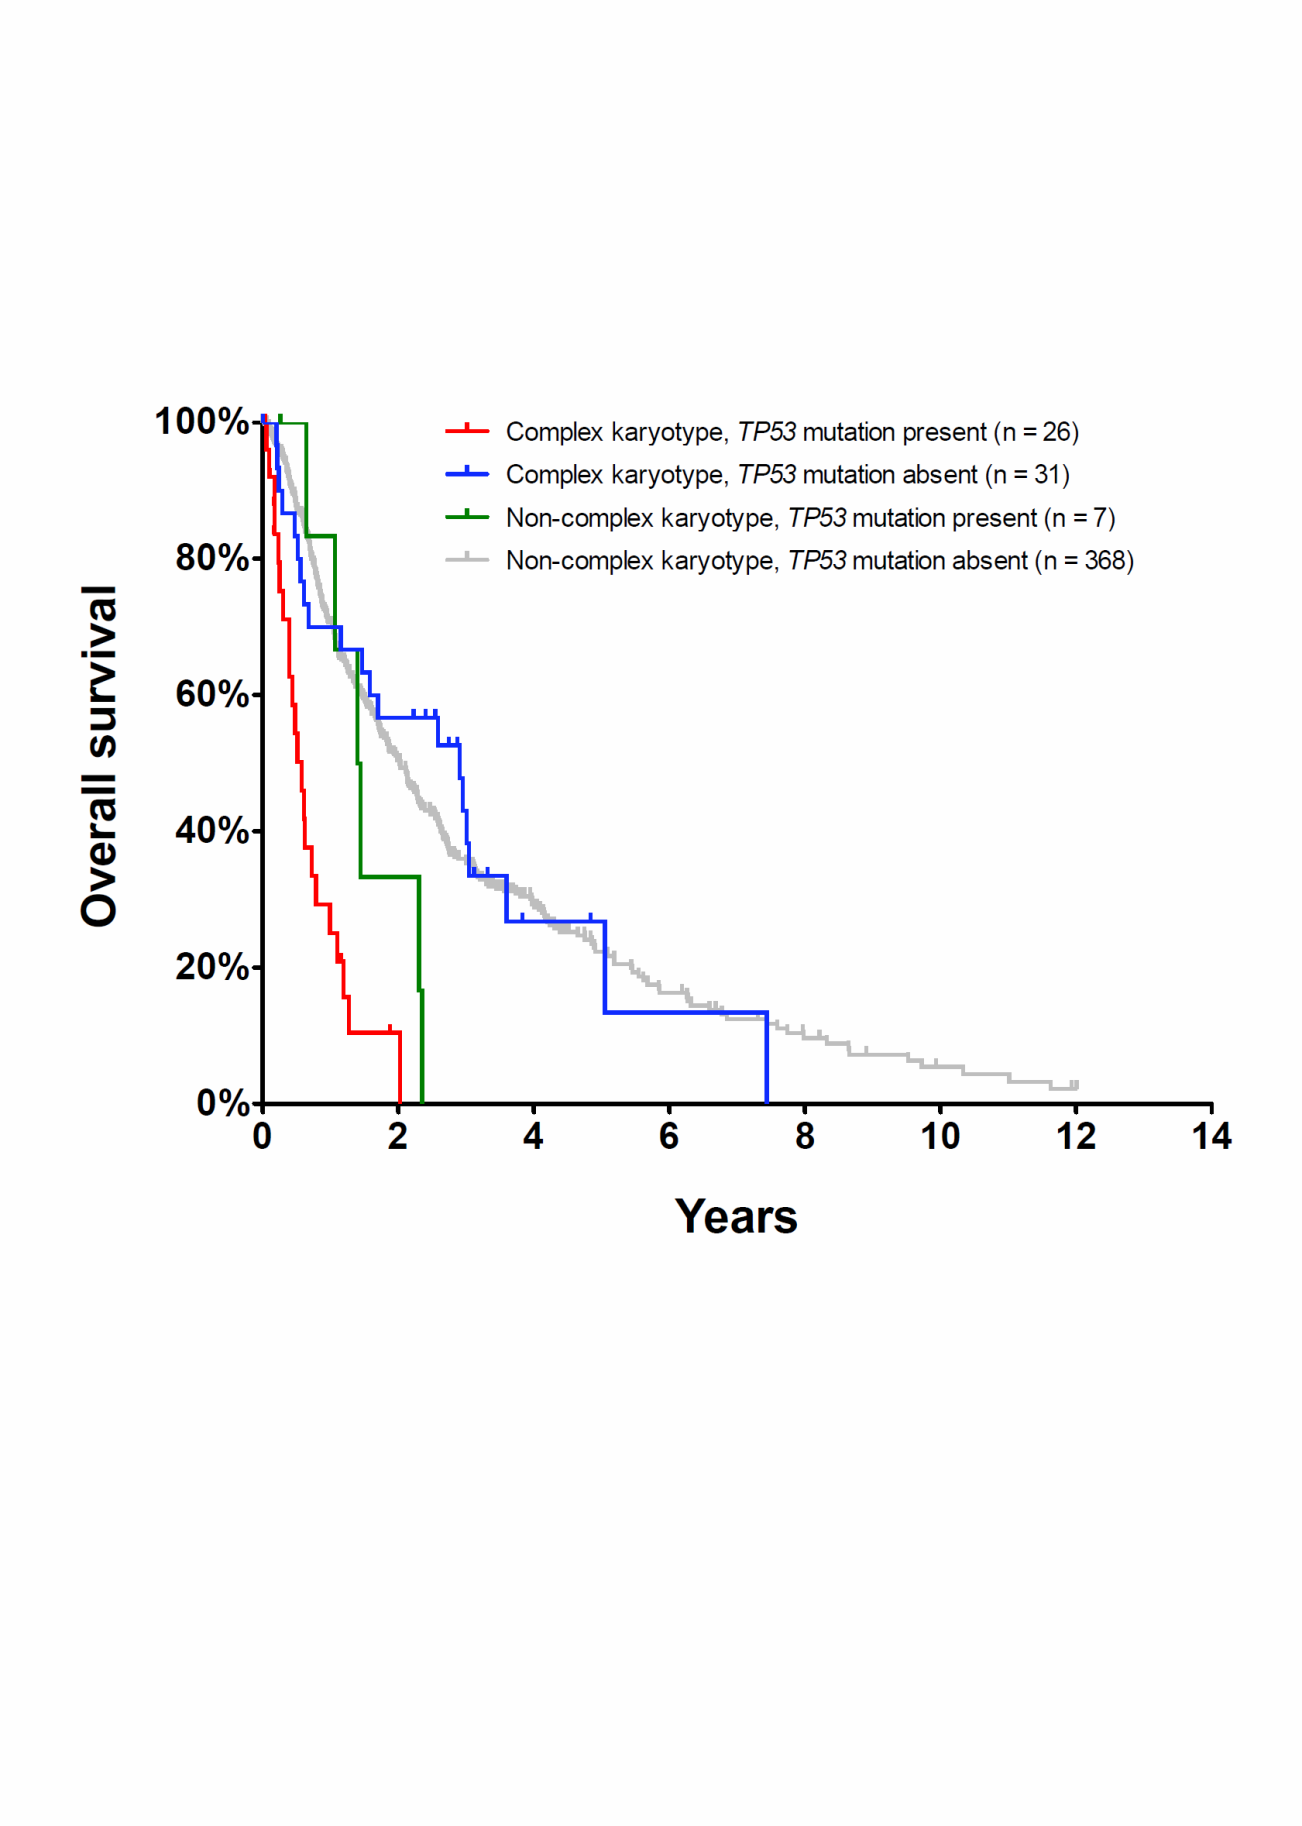 100%
80%
60%
40%
20%
0%
Overall survival
Complex karyotype, TP53 mutation present (n = 26)
Complex karyotype, TP53 mutation absent (n = 31)
Non-complex karyotype, TP53 mutation present (n = 7)
Non-complex karyotype, TP53 mutation absent (n = 368)
0 2 4 6 8 10 12 14
Years